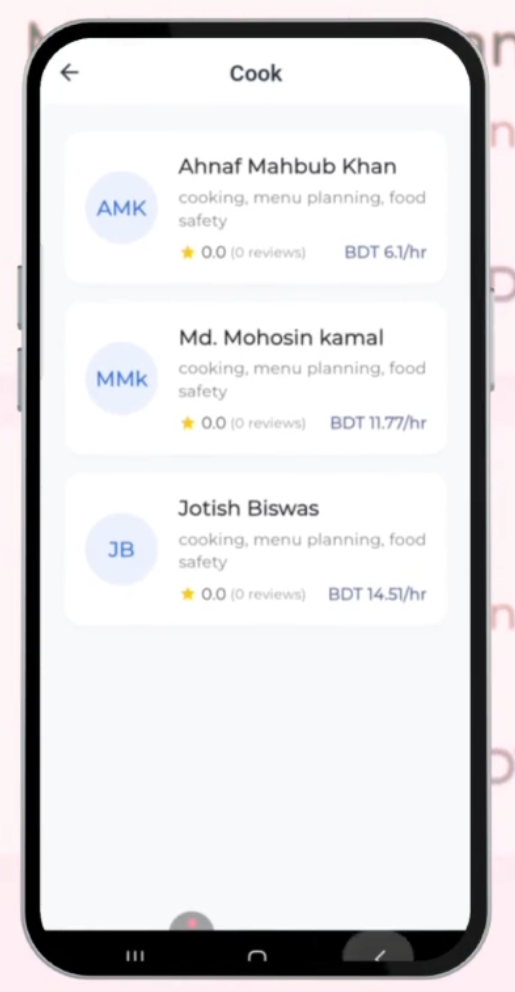 Cook
AMK
Ahnaf Mahbub Khan
cooking, menu planning, food
safety
0.0 (0 reviews) BDT 6.1/hr
MMk
Md. Mohosin kamal
cooking, menu planning, food
safety
0.0 (0 reviews) BDT 11.77/hr
JB
Jotish Biswas
cooking, menu planning, food
safety
0.0 (0 reviews) BDT 14.51/hr